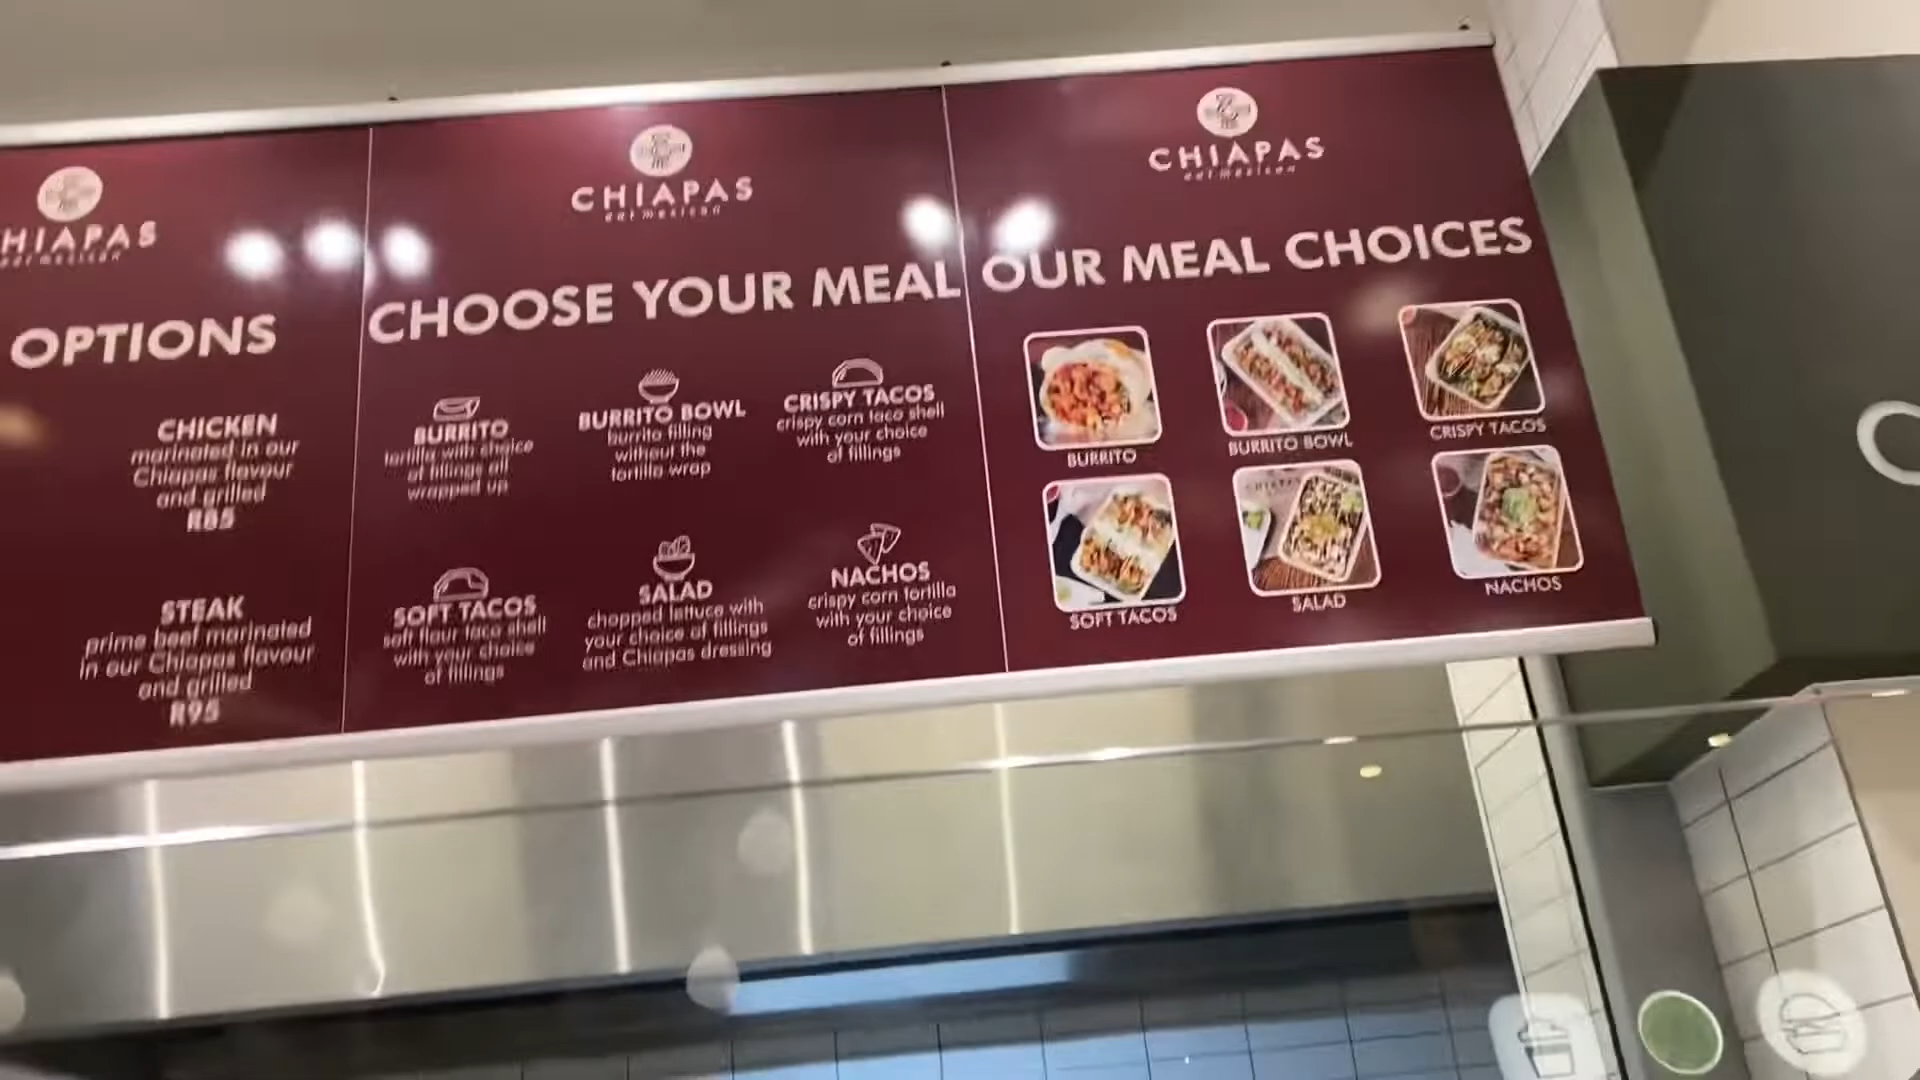 HIAPAS
eat mexican
OPTIONS
CHICKEN
marinated in our
Chiapas flavour
and grilled
R85
STEAK
prime beef marinated
in our Chiapas flavour
and grilled
R95
CHIAPAS
eat mexican
CHOOSE YOUR MEAL
BURRITO
tortilla with choice
of fillings all
wrapped up
BURRITO BOWL
burrito filling
without the
tortilla wrap
CRISPY TACOS
crispy corn taco shell
with your choice
of fillings
SOFT TACOS
soft flour taco shell
with your choice
of fillings
SALAD
chopped lettuce with
your choice of fillings
and Chiapas dressing
NACHOS
crispy corn tortilla
with your choice
of fillings
CHIAPAS
eat mexican
OUR MEAL CHOICES
BURRITO
BURRITO BOWL
CRISPY TACOS
SOFT TACOS
SALAD
NACHOS